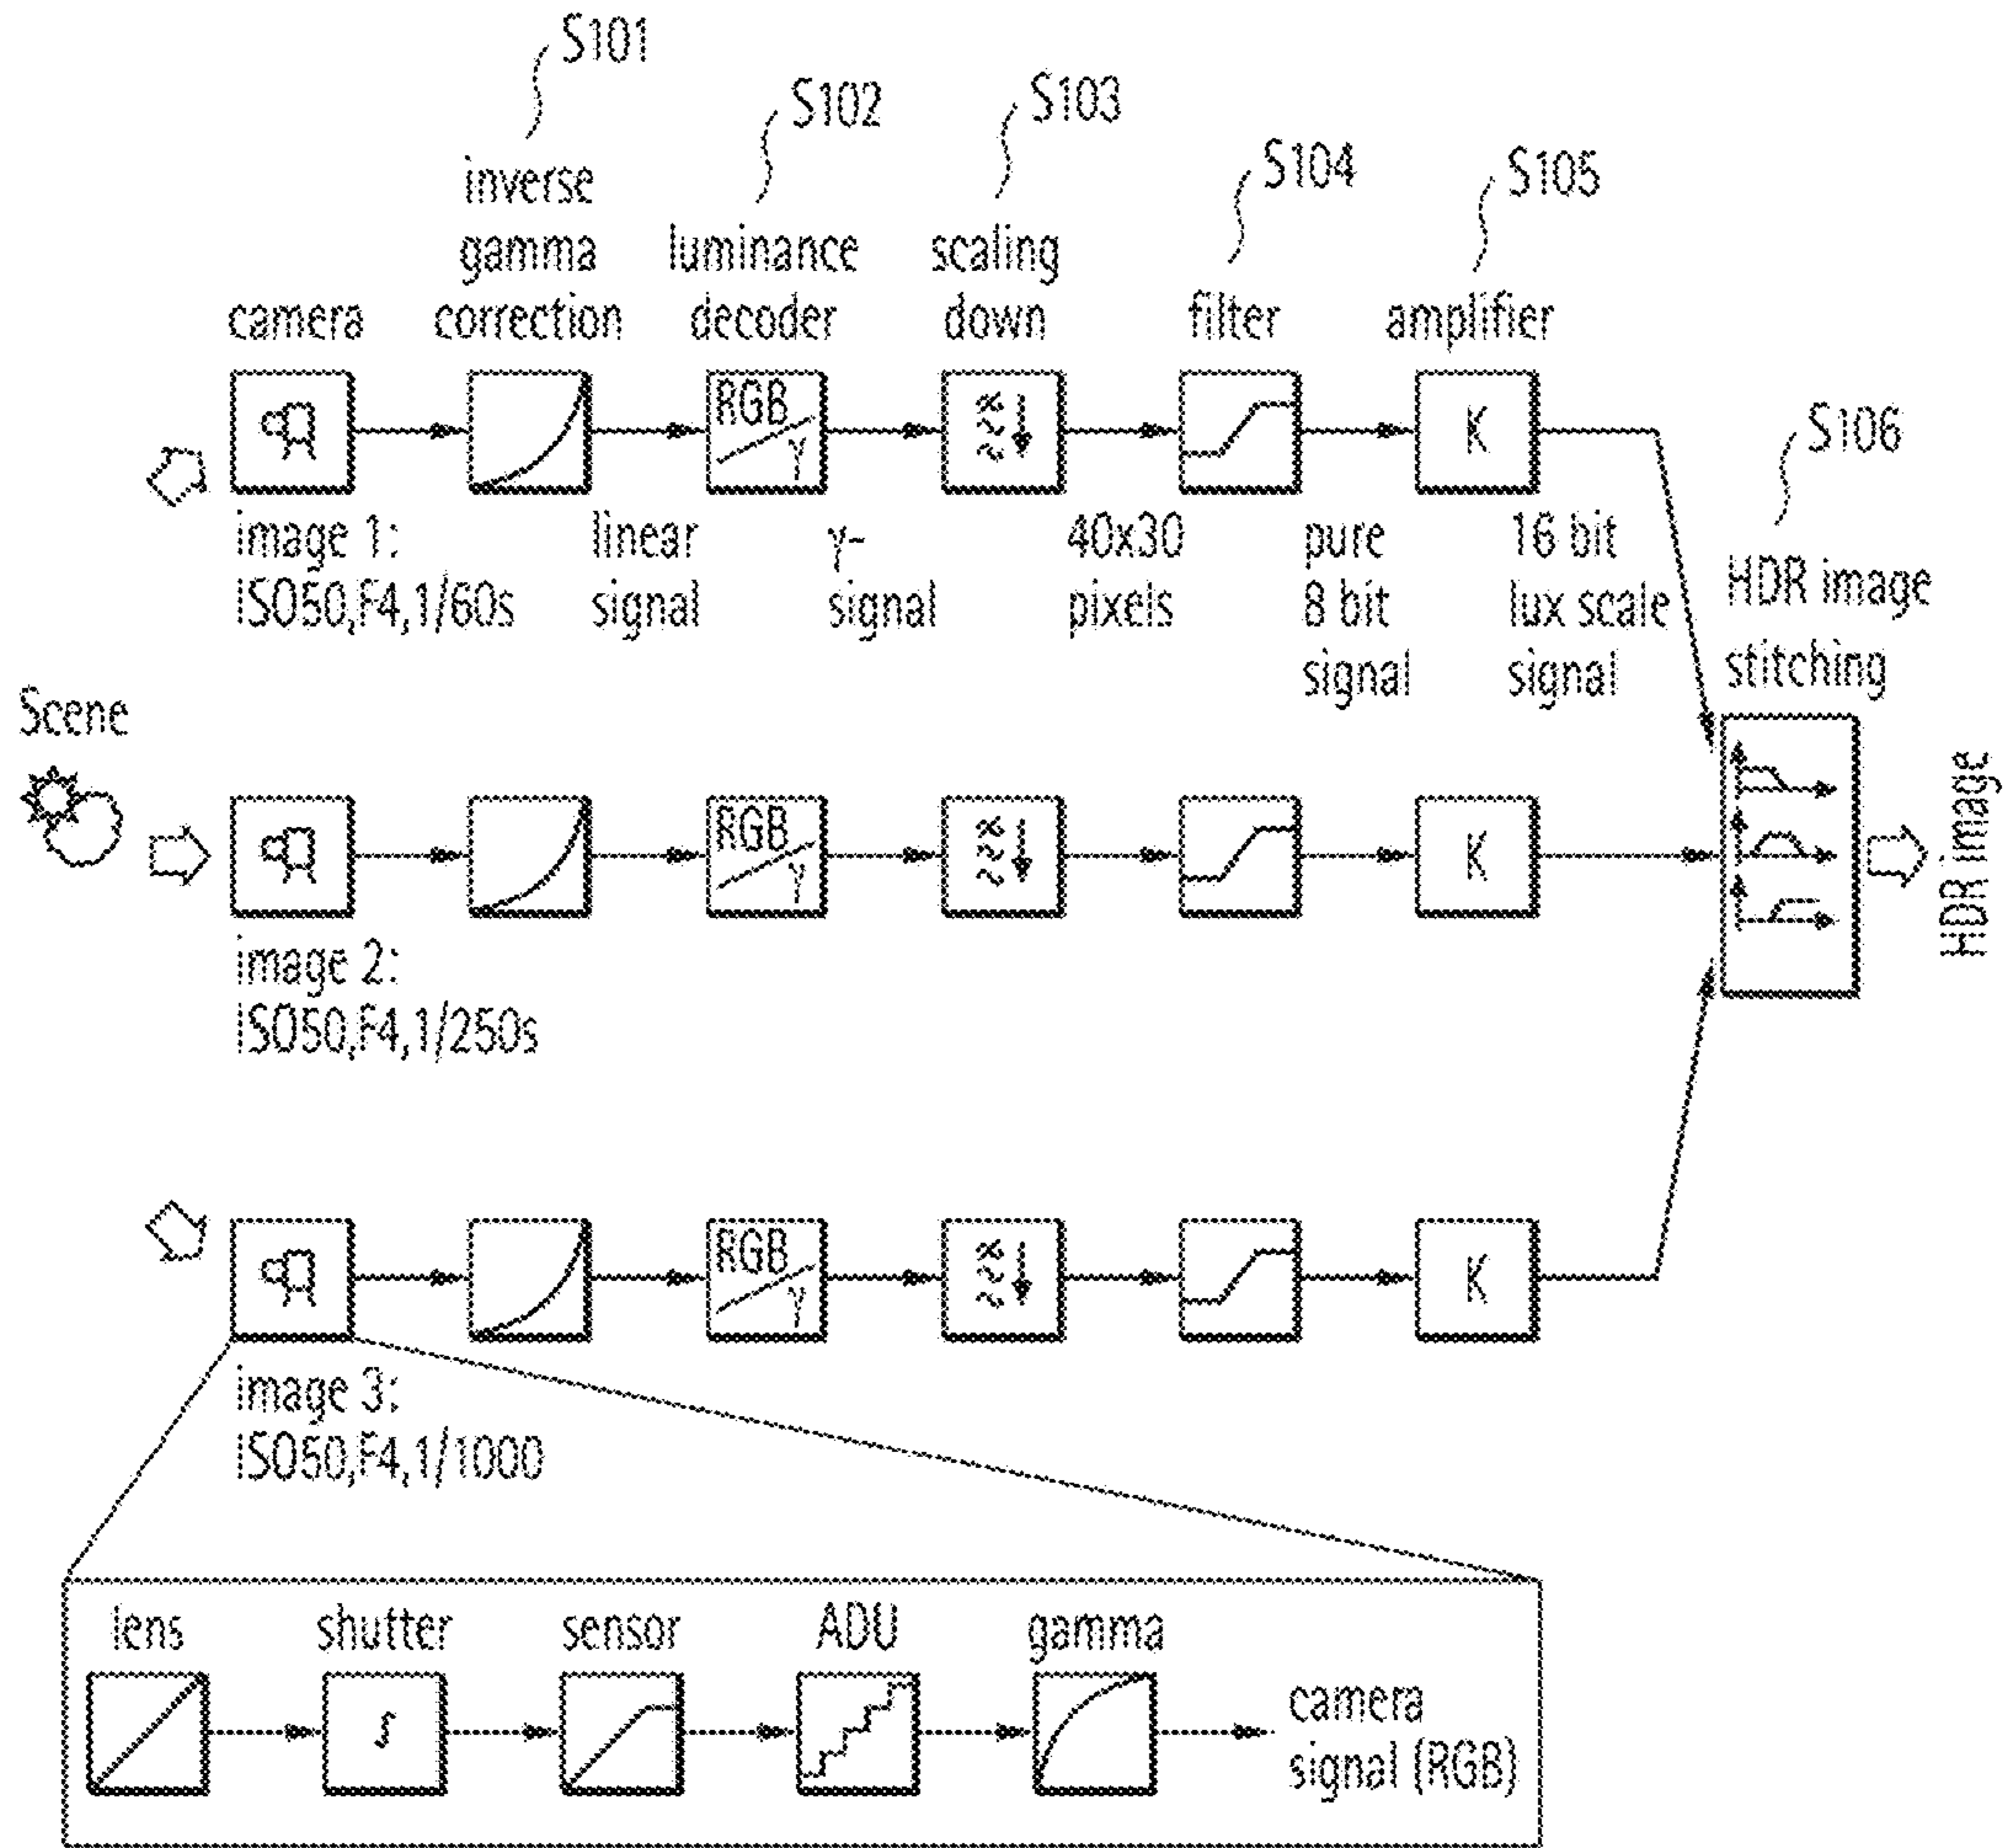 S101
S102
S103
S104
S105
inverse
gamma
correction
luminance
decoder
scaling
down
camera
filter
amplifier
RGB
γ
K
S106
image 1:
ISO50,F4,1/60s
linear
signal
γ-
signal
40x30
pixels
pure
8 bit
signal
16 bit
lux scale
signal
HDR image
stitching
Scene
RGB
γ
K
HDR image
image 2:
ISO50,F4,1/250s
RGB
γ
K
image 3:
ISO50,F4,1/1000
lens
shutter
sensor
ADU
gamma
∫
camera
signal (RGB)